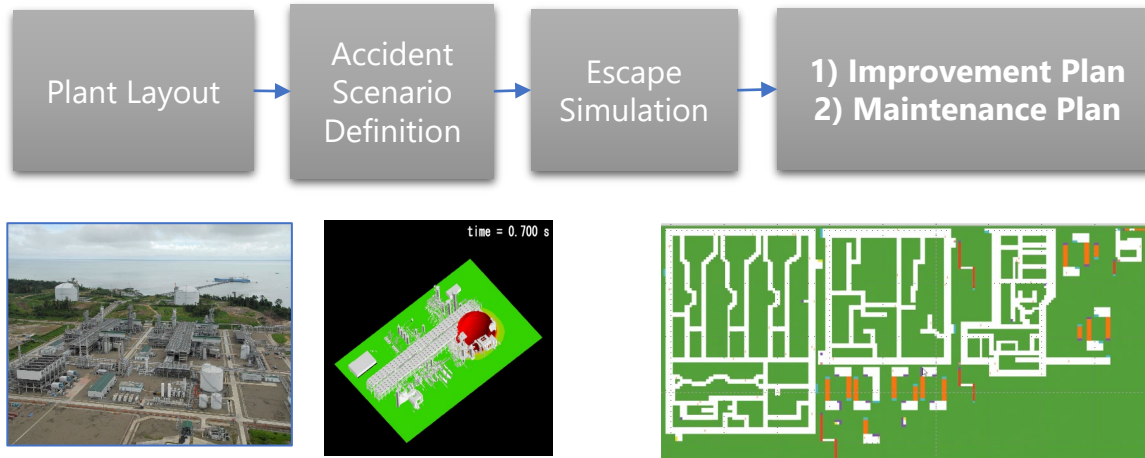 Plant Layout
Accident
Scenario
Definition
Escape
Simulation
1) Improvement Plan
2) Maintenance Plan
time = 0.700 s